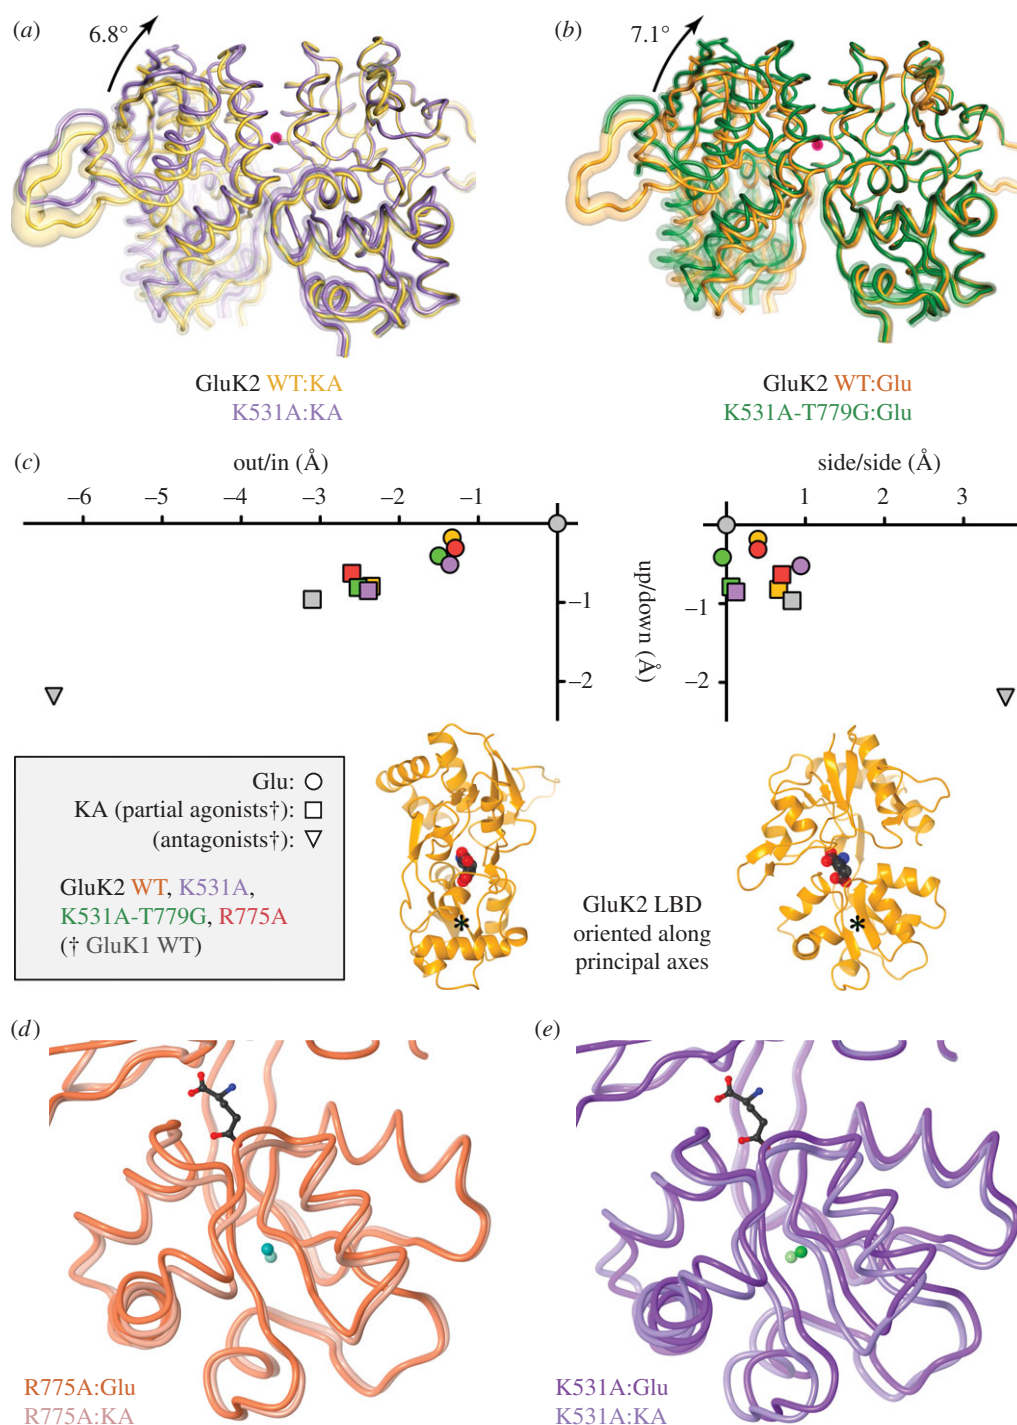 (a)
6.8°
GluK2 WT:KA
K531A:KA
(b)
7.1°
GluK2 WT:Glu
K531A-T779G:Glu
(c)
out/in (Å)
–6 –5 –4 –3 –2 –1
–1
–2
up/down (Å)
side/side (Å)
1 2 3
–1
–2
Glu:
KA (partial agonists†):
(antagonists†):
GluK2 WT, K531A,
K531A-T779G, R775A
(† GluK1 WT)
*
GluK2 LBD
oriented along
principal axes
*
(d)
R775A:Glu
R775A:KA
(e)
K531A:Glu
K531A:KA